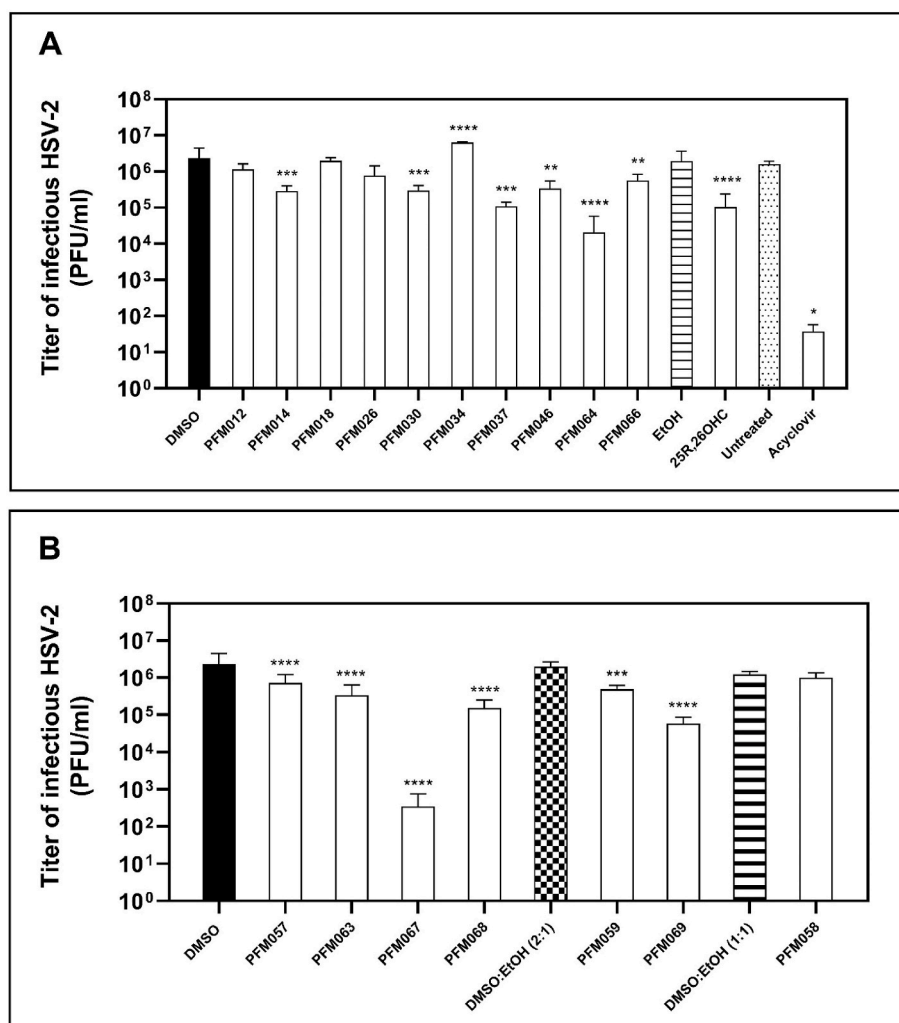 A
Titer of infectious HSV-2
(PFU/ml)
10⁸
10⁷
10⁶
10⁵
10⁴
10³
10²
10¹
10⁰
***
***
****
***
**
****
**
****
*
DMSO
PFM012
PFM014
PFM018
PFM026
PFM030
PFM034
PFM037
PFM046
PFM064
PFM066
EtOH
25R,26OHC
Untreated
Acyclovir
B
Titer of infectious HSV-2
(PFU/ml)
10⁸
10⁷
10⁶
10⁵
10⁴
10³
10²
10¹
10⁰
****
****
****
****
***
****
DMSO
PFM057
PFM063
PFM067
PFM068
DMSO:EtOH (2:1)
PFM059
PFM069
DMSO:EtOH (1:1)
PFM058